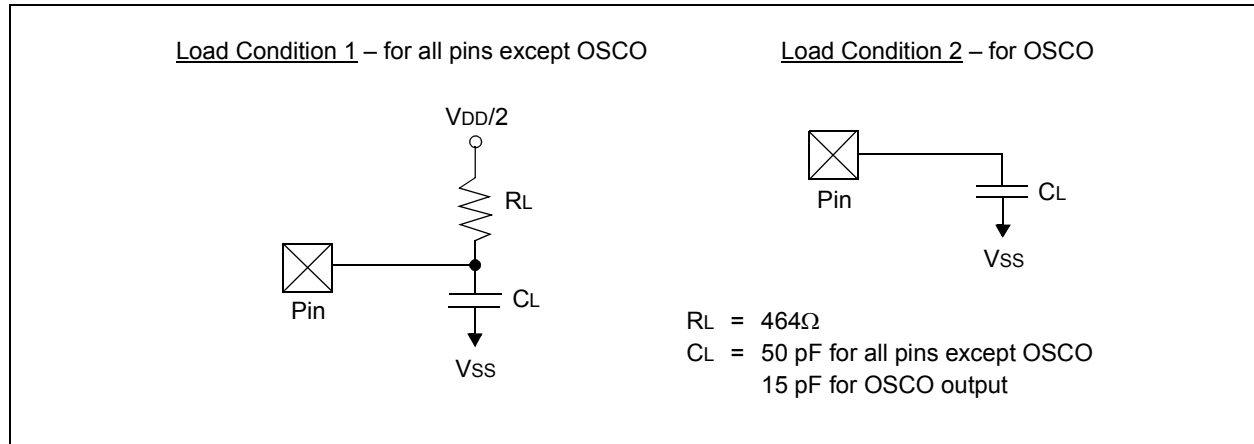 Load Condition 1 – for all pins except OSCO
VDD/2
RL
Pin
CL
VSS
Load Condition 2 – for OSCO
Pin
CL
VSS
RL = 464Ω
CL = 50 pF for all pins except OSCO
15 pF for OSCO output